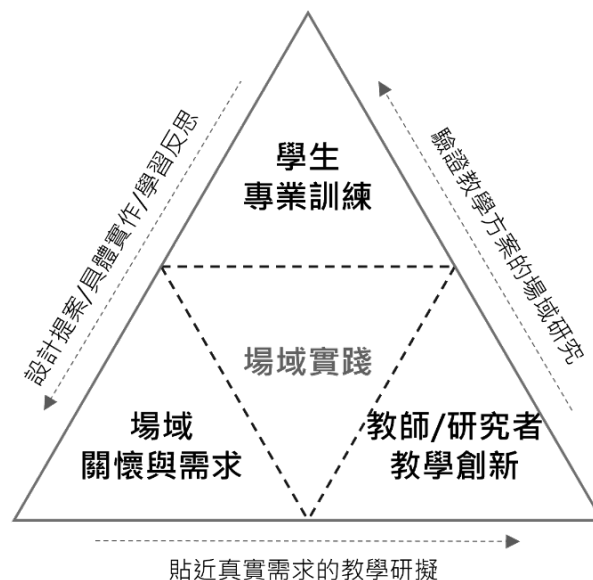 學生
專業訓練
設計提案/具體實作/學習反思
驗證教學方案的場域研究
場域實踐
場域
關懷與需求
教師/研究者
教學創新
貼近真實需求的教學研擬